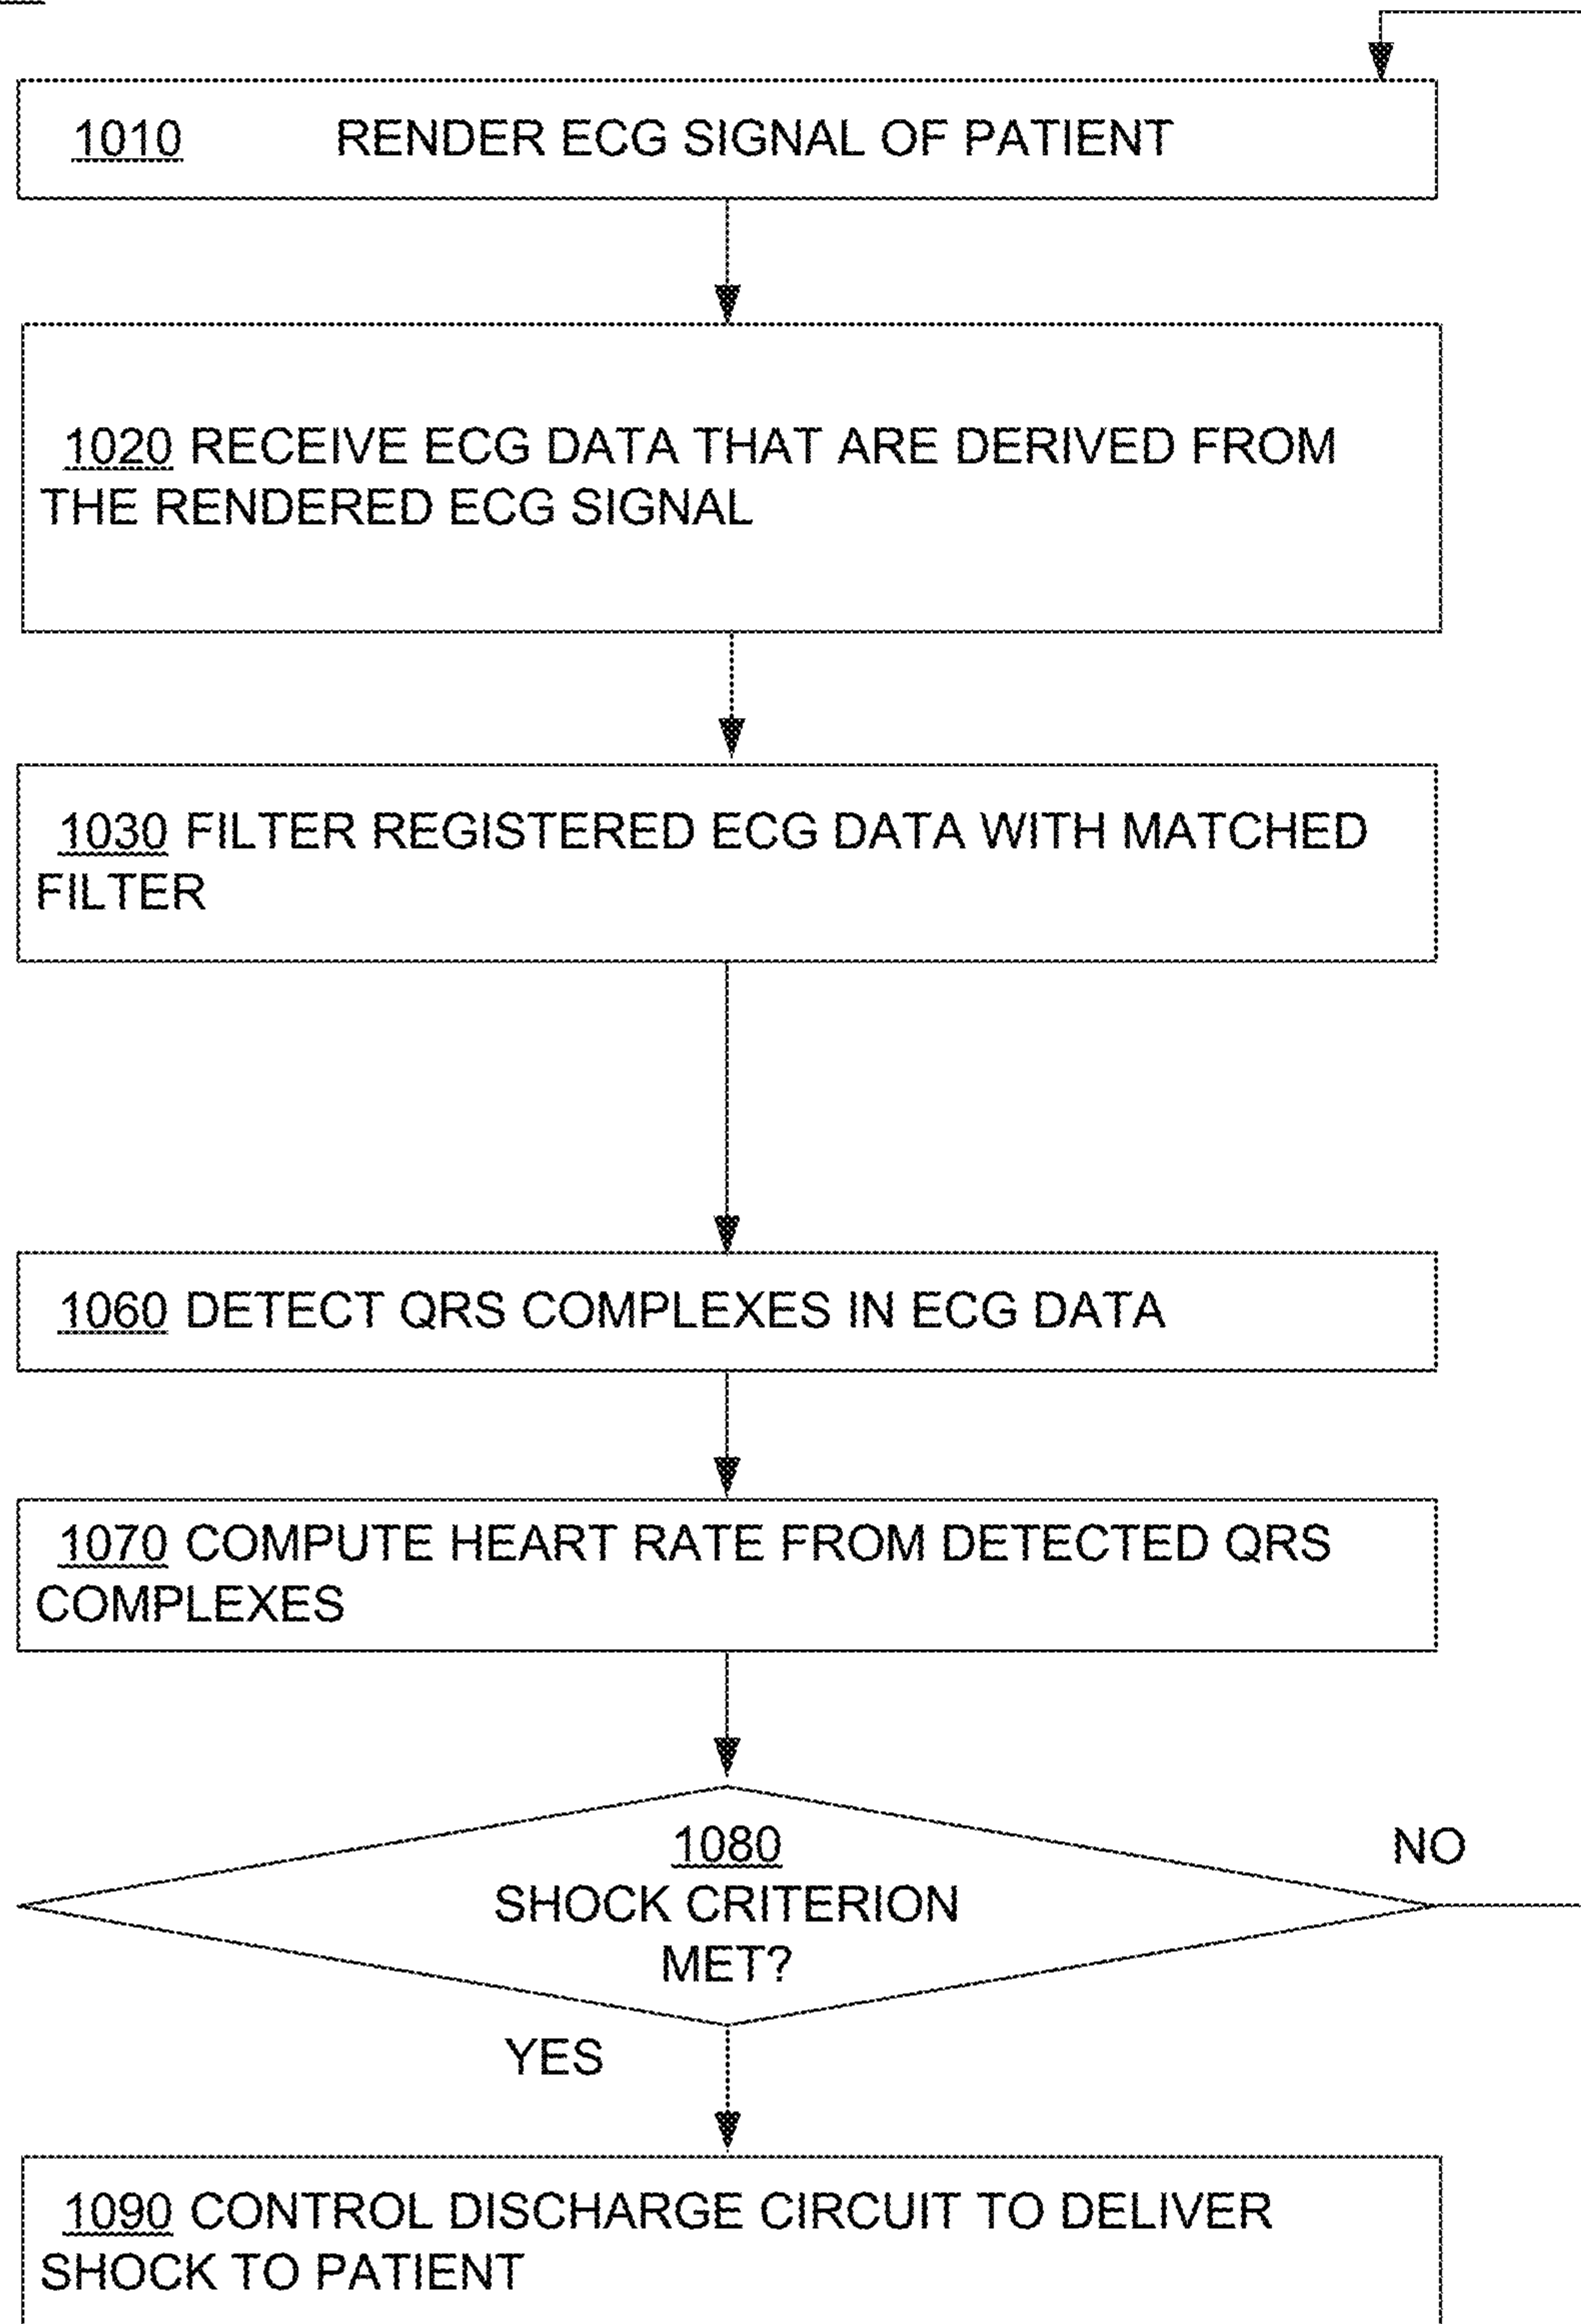 1010 RENDER ECG SIGNAL OF PATIENT
1020 RECEIVE ECG DATA THAT ARE DERIVED FROM
THE RENDERED ECG SIGNAL
1030 FILTER REGISTERED ECG DATA WITH MATCHED
FILTER
1060 DETECT QRS COMPLEXES IN ECG DATA
1070 COMPUTE HEART RATE FROM DETECTED QRS
COMPLEXES
1080
SHOCK CRITERION
MET?
NO
YES
1090 CONTROL DISCHARGE CIRCUIT TO DELIVER
SHOCK TO PATIENT